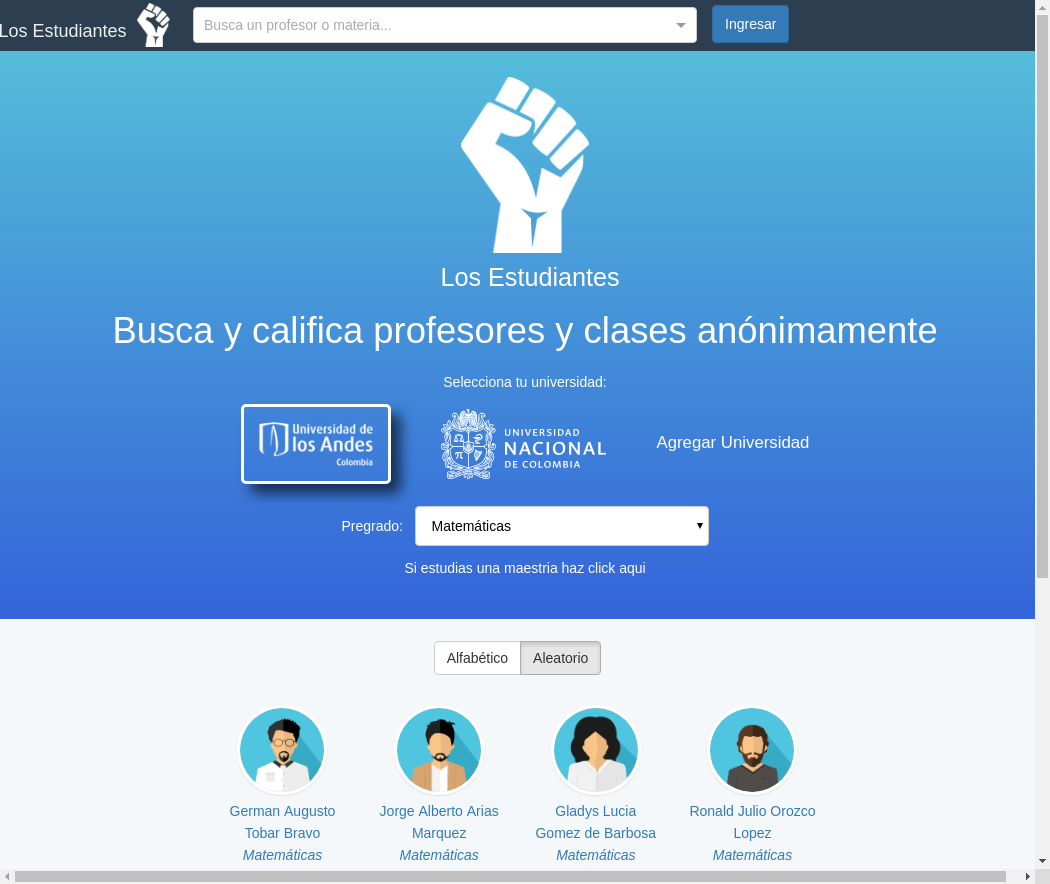 Los Estudiantes
Busca un profesor o materia...
Ingresar
Los Estudiantes
Busca y califica profesores y clases anónimamente
Selecciona tu universidad:
Universidad de
los Andes
Colombia
UNIVERSIDAD
NACIONAL
DE COLOMBIA
Agregar Universidad
Pregrado:
Matemáticas
Si estudias una maestria haz click aqui
Alfabético
Aleatorio
German Augusto
Tobar Bravo
Matemáticas
Jorge Alberto Arias
Marquez
Matemáticas
Gladys Lucia
Gomez de Barbosa
Matemáticas
Ronald Julio Orozco
Lopez
Matemáticas